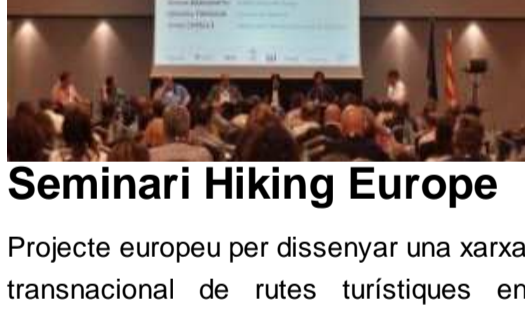 Seminari Hiking Europe
Projecte europeu per dissenyar una xarxa
transnacional de rutes turístiques en